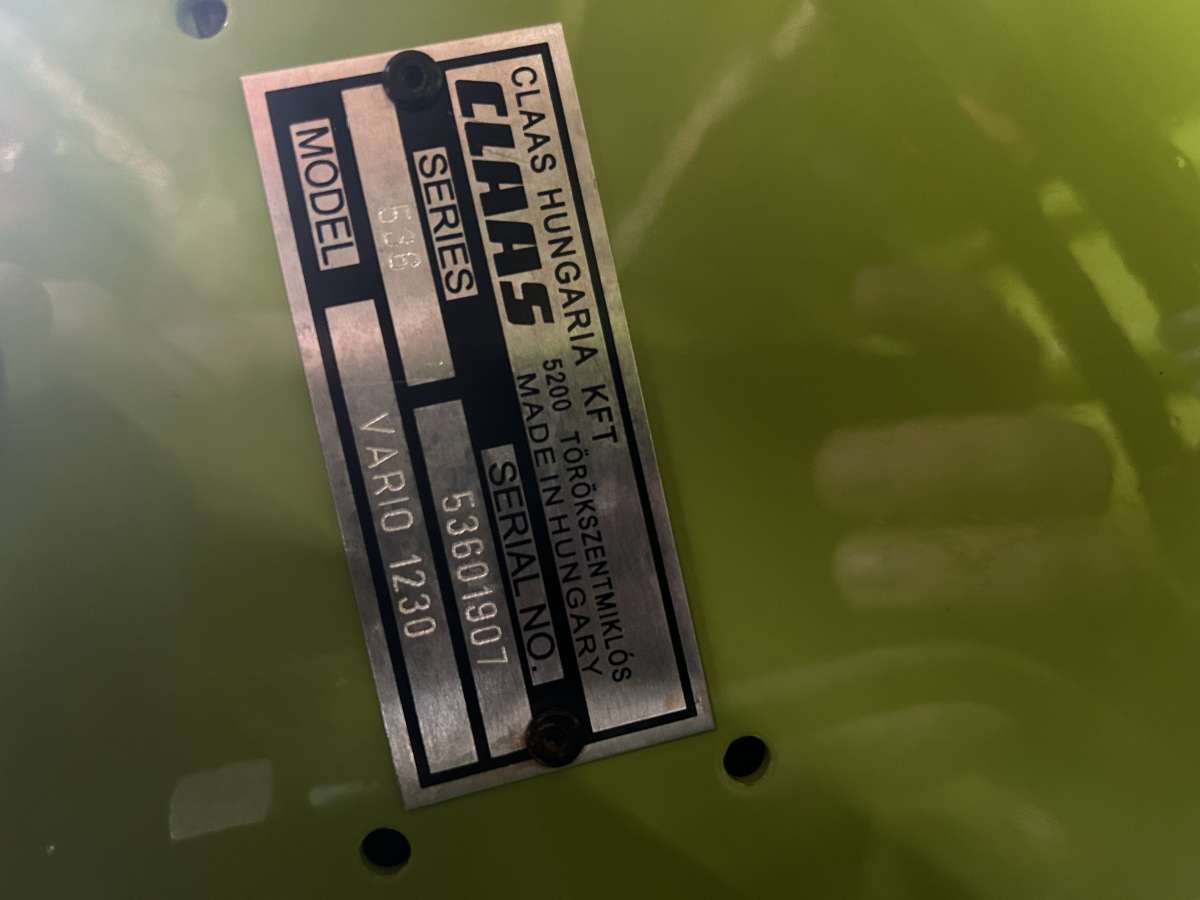 CLAAS HUNGARIA KFT
5200 TÖRÖKSZENTMIKLÓS
CLAAS MADE IN HUNGARY
SERIES SERIAL NO.
536 53601907
MODEL VARIO 1230